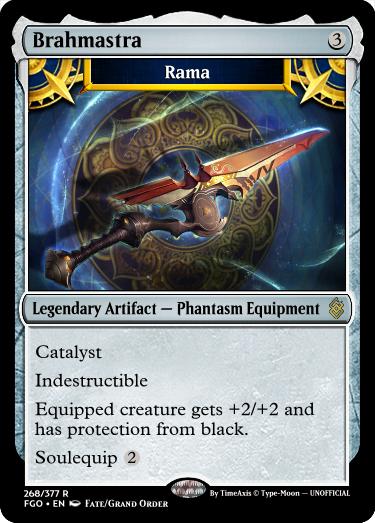 Brahmastra 3
Rama
Legendary Artifact — Phantasm Equipment
Catalyst
Indestructible
Equipped creature gets +2/+2 and
has protection from black.
Soulequip 2
268/377 R
FGO • EN Fate/Grand Order
By TimeAxis © Type-Moon — UNOFFICIAL